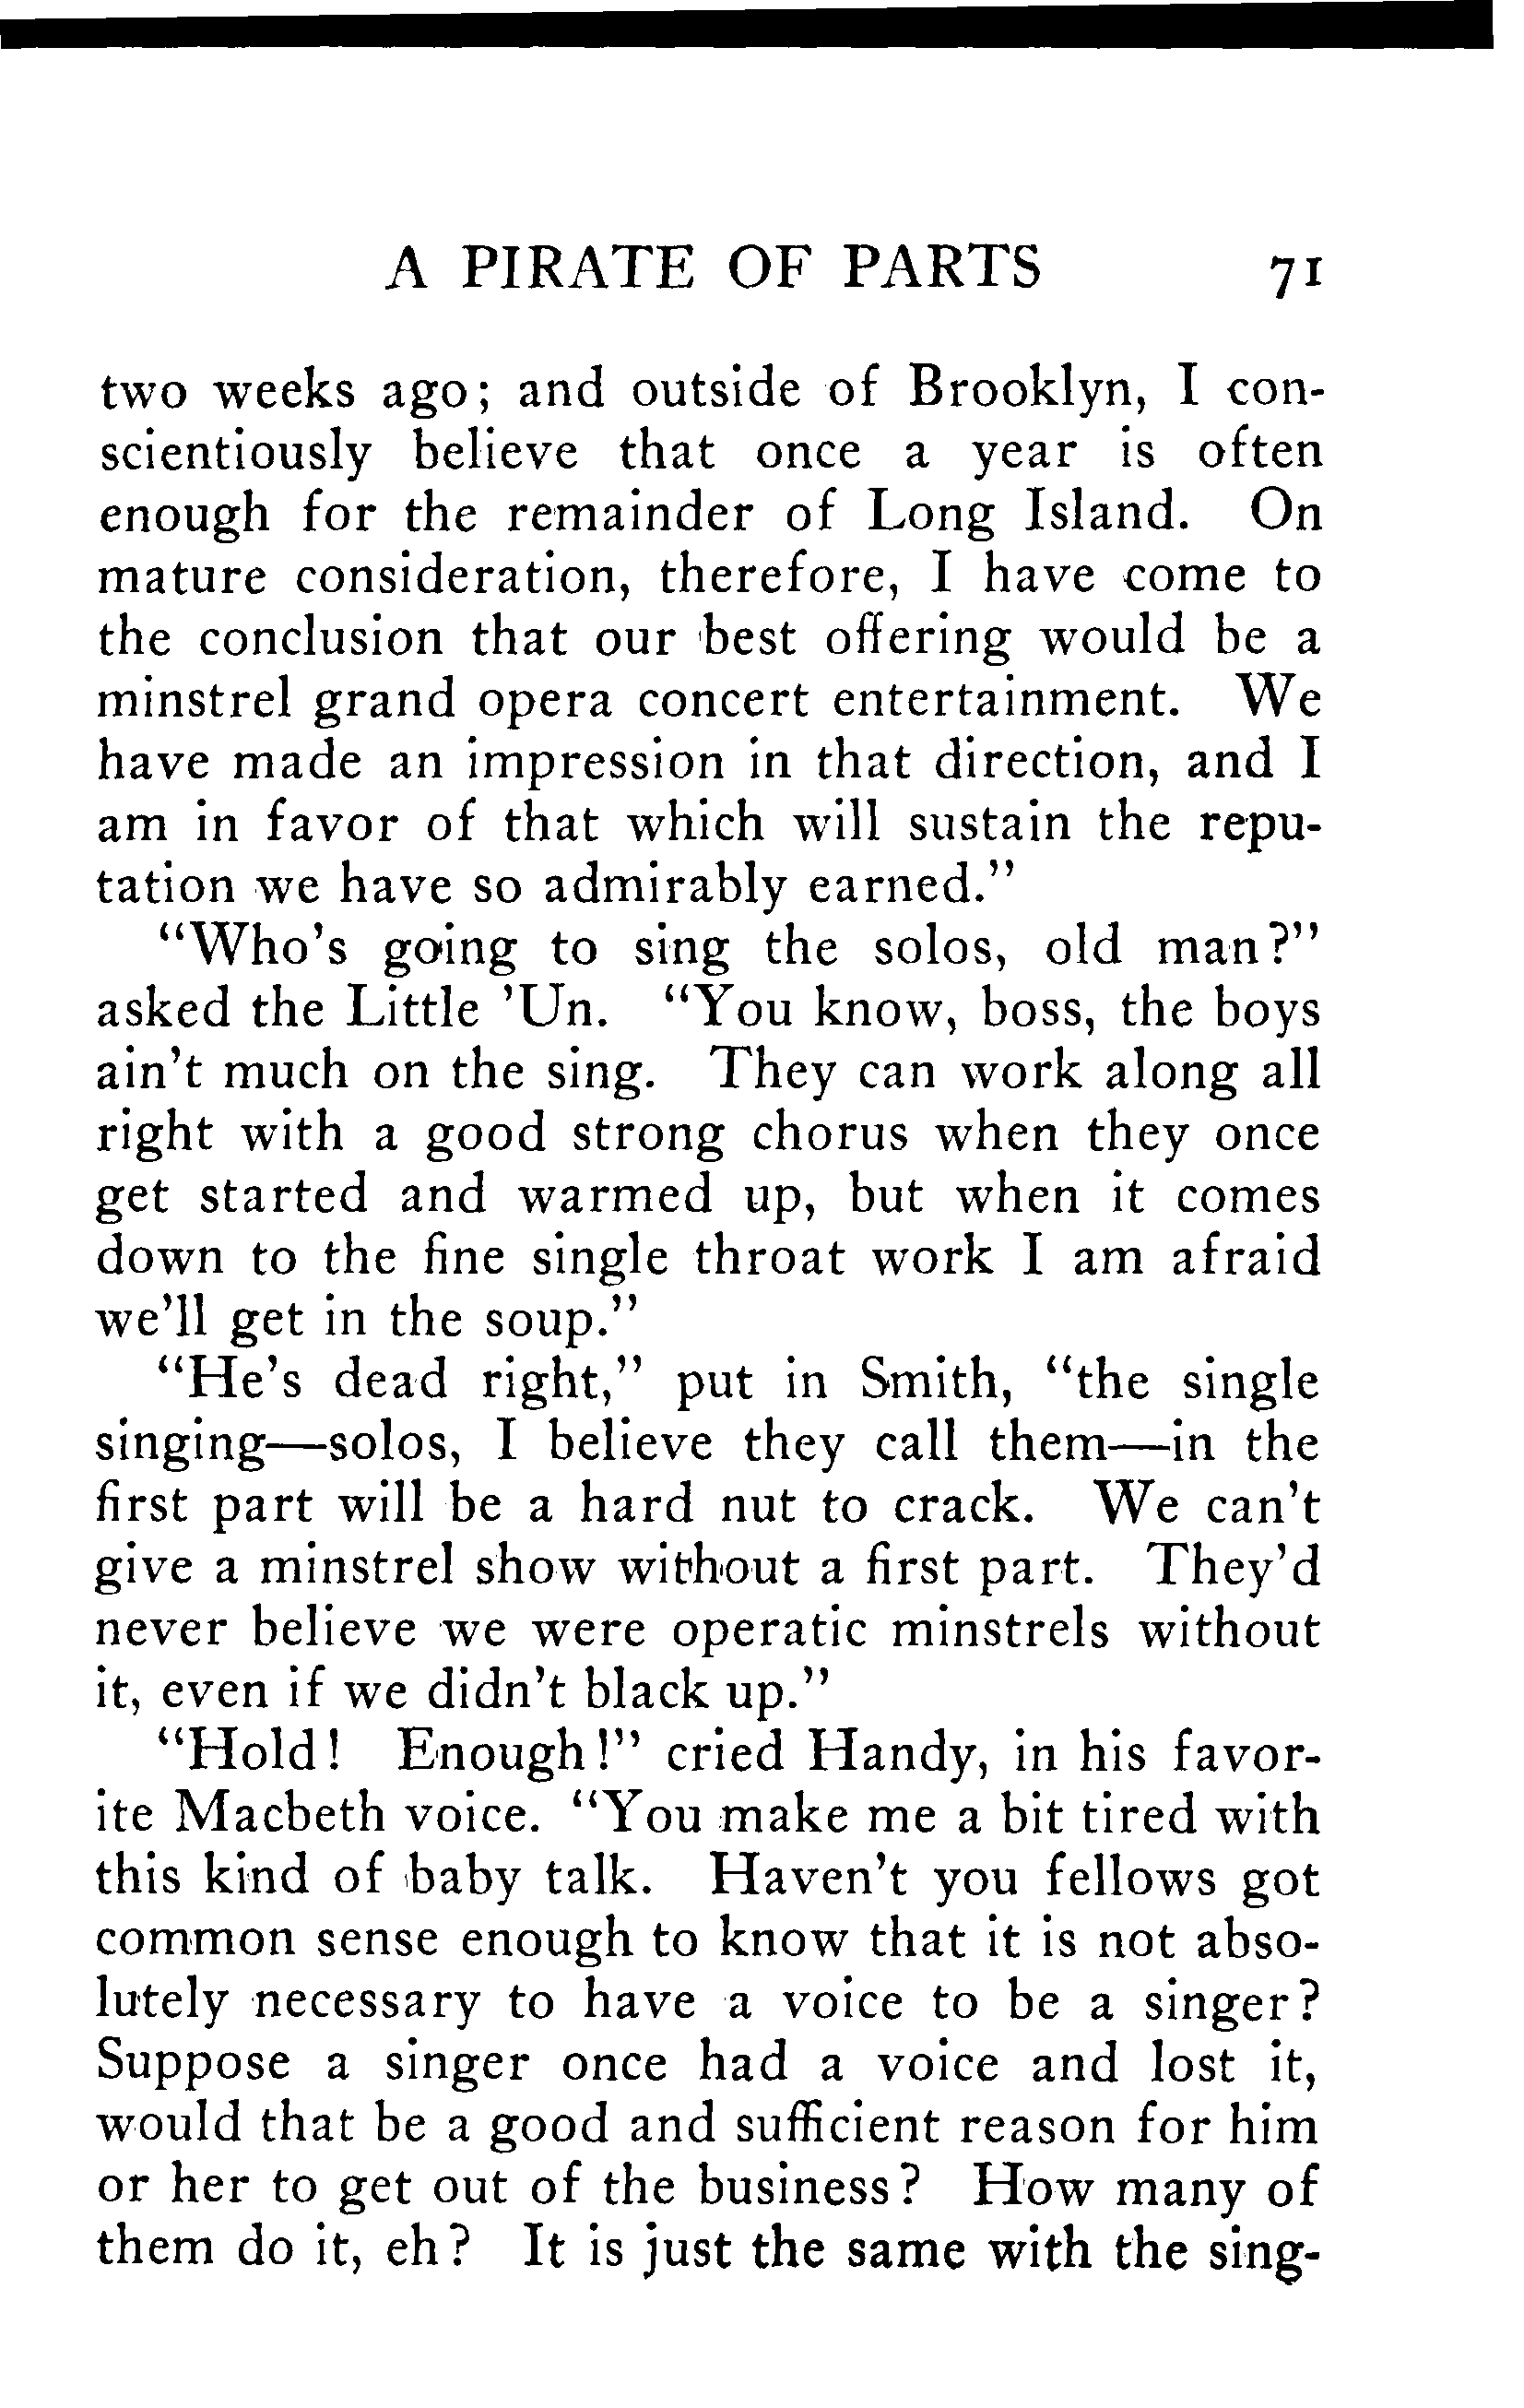 A PIRATE OF PARTS 71
two weeks ago; and outside of Brooklyn, I con-
scientiously believe that once a year is often
enough for the remainder of Long Island. On
mature consideration, therefore, I have come to
the conclusion that our best offering would be a
minstrel grand opera concert entertainment. We
have made an impression in that direction, and I
am in favor of that which will sustain the repu-
tation we have so admirably earned."
"Who's going to sing the solos, old man?"
asked the Little 'Un. "You know, boss, the boys
ain't much on the sing. They can work along all
right with a good strong chorus when they once
get started and warmed up, but when it comes
down to the fine single throat work I am afraid
we'll get in the soup."
"He's dead right," put in Smith, "the single
singing—solos, I believe they call them—in the
first part will be a hard nut to crack. We can't
give a minstrel show without a first part. They'd
never believe we were operatic minstrels without
it, even if we didn't black up."
"Hold! Enough!" cried Handy, in his favor-
ite Macbeth voice. "You make me a bit tired with
this kind of baby talk. Haven't you fellows got
common sense enough to know that it is not abso-
lutely necessary to have a voice to be a singer?
Suppose a singer once had a voice and lost it,
would that be a good and sufficient reason for him
or her to get out of the business? How many of
them do it, eh? It is just the same with the sing-